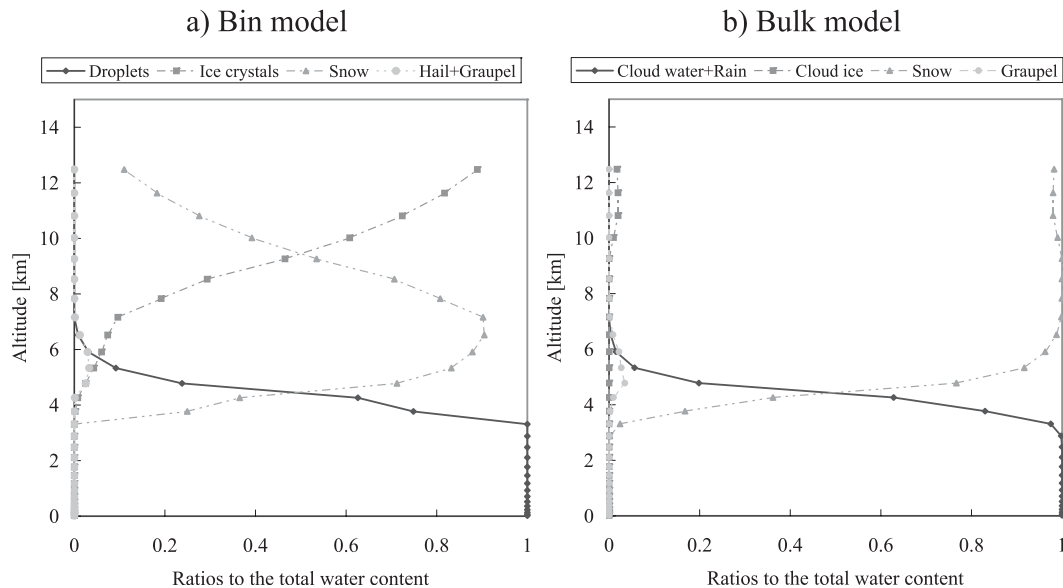 a) Bin model
Droplets Ice crystals Snow Hail+Graupel
14
12
10
8
6
4
2
0
Altitude [km]
0 0.2 0.4 0.6 0.8 1
Ratios to the total water content
b) Bulk model
Cloud water+Rain Cloud ice Snow Graupel
14
12
10
8
6
4
2
0
Altitude [km]
0 0.2 0.4 0.6 0.8 1
Ratios to the total water content